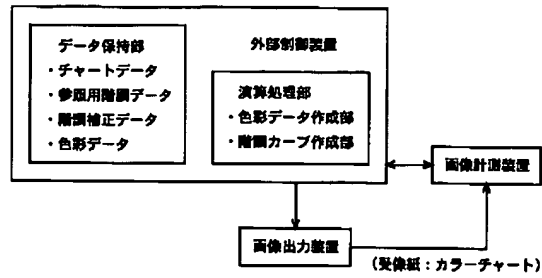 外部制御装置
データ保持部
・チャートデータ
・参照用階調データ
・階調補正データ
・色彩データ
演算処理部
・色彩データ作成部
・階調カーブ作成部
画像計測装置
画像出力装置
(受像紙:カラーチャート)